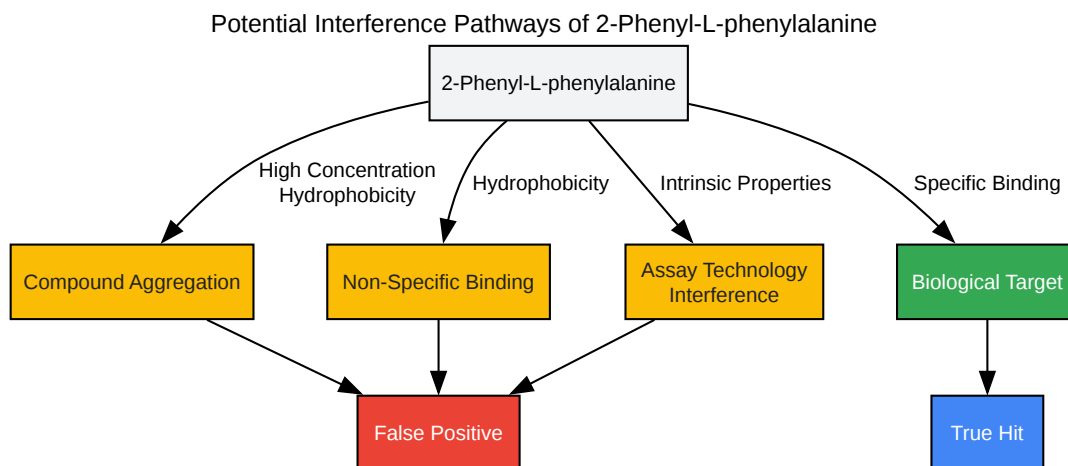 Potential Interference Pathways of 2-Phenyl-L-phenylalanine
2-Phenyl-L-phenylalanine
High Concentration
Hydrophobicity
Hydrophobicity
Intrinsic Properties
Specific Binding
Compound Aggregation
Non-Specific Binding
Assay Technology
Interference
Biological Target
False Positive
True Hit